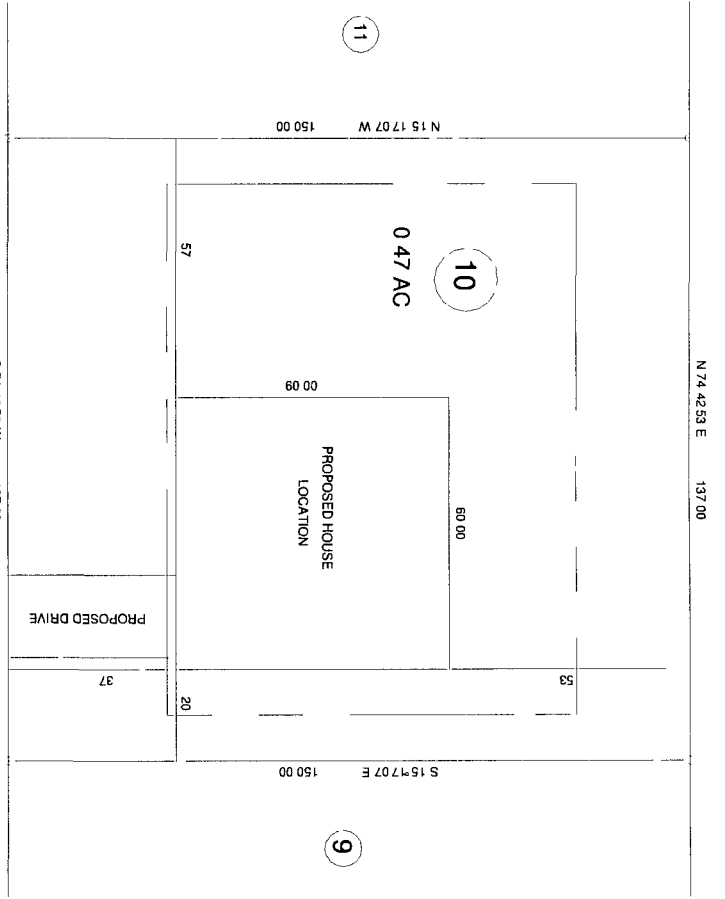 11
N 15 17 07 W 150 00
N 74 42 53 E 137 00
57
10
0 47 AC
60 00
60 00
PROPOSED HOUSE
LOCATION
PROPOSED DRIVE
37
20
53
S 15°17 07 E 150 00
9